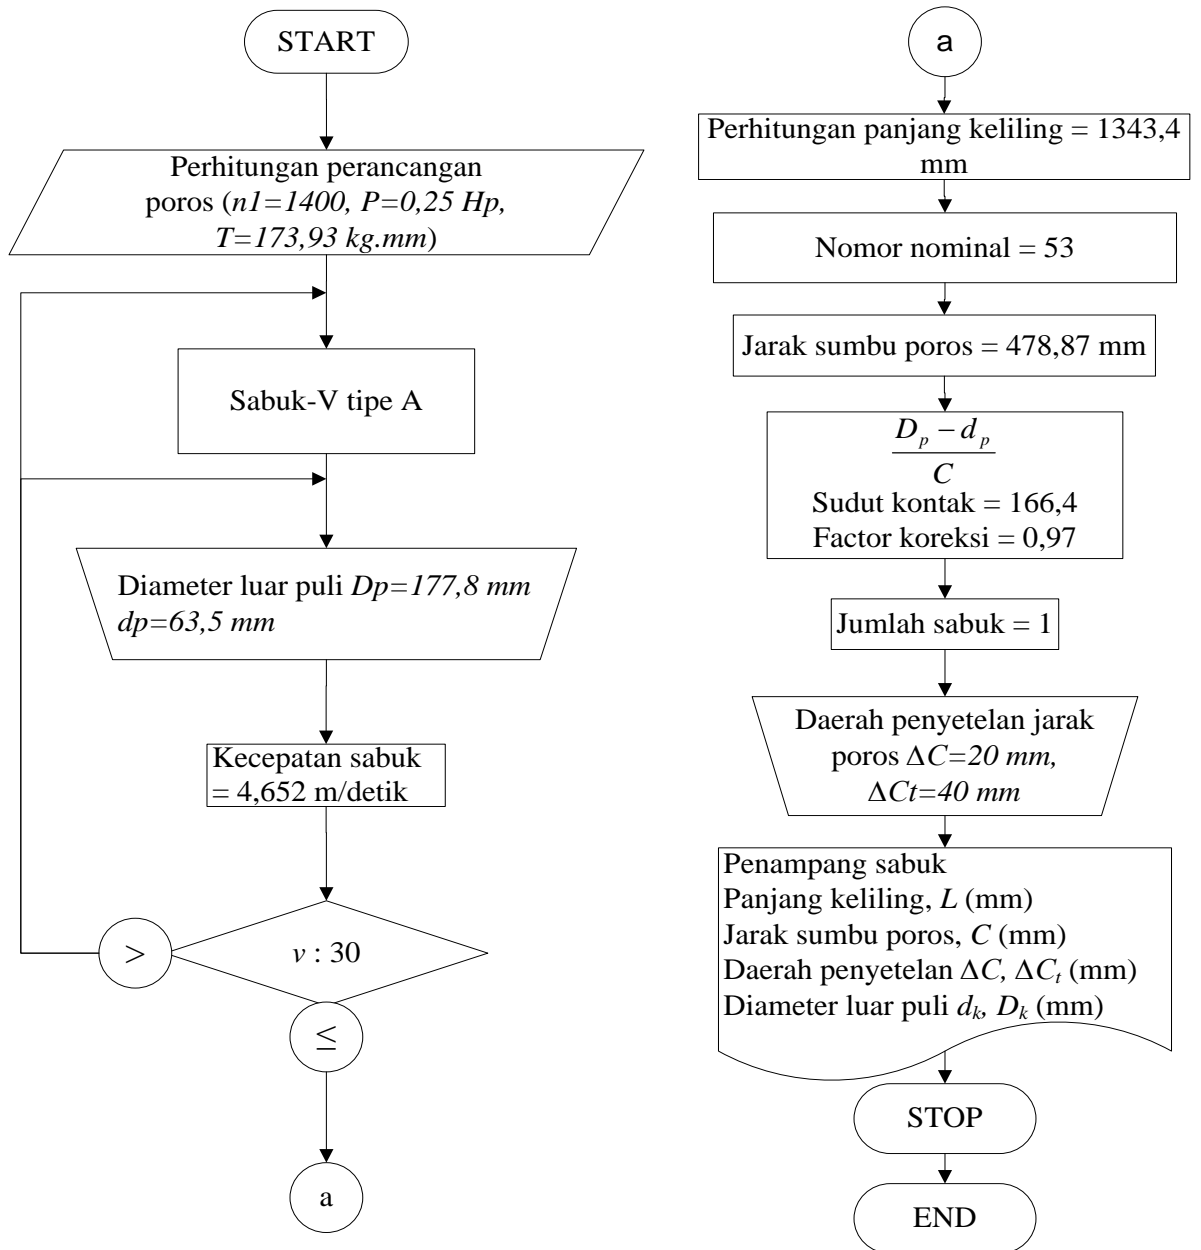 START
Perhitungan perancangan
poros (n1=1400, P=0,25 Hp,
T=173,93 kg.mm)
Sabuk-V tipe A
Diameter luar puli Dp=177,8 mm
dp=63,5 mm
Kecepatan sabuk
= 4,652 m/detik
v : 30
>
≤
a
a
Perhitungan panjang keliling = 1343,4
mm
Nomor nominal = 53
Jarak sumbu poros = 478,87 mm
D_p − d_p
C
Sudut kontak = 166,4
Factor koreksi = 0,97
Jumlah sabuk = 1
Daerah penyetelan jarak
poros ΔC=20 mm,
ΔCt=40 mm
Penampang sabuk
Panjang keliling, L (mm)
Jarak sumbu poros, C (mm)
Daerah penyetelan ΔC, ΔC_t (mm)
Diameter luar puli d_k, D_k (mm)
STOP
END